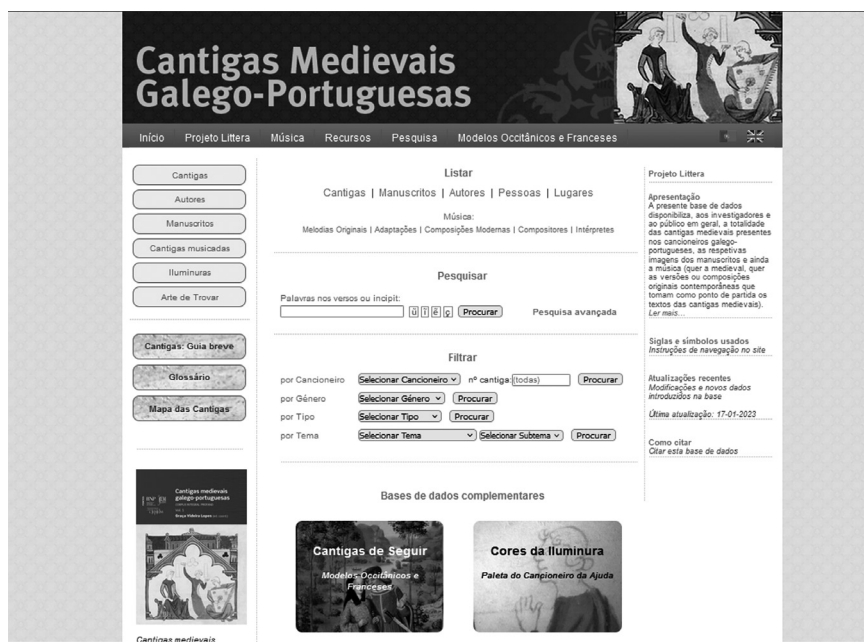 Cantigas Medievais
Galego-Portuguesas
Início Projeto Littera Música Recursos Pesquisa Modelos Occitânicos e Franceses
Cantigas
Autores
Manuscritos
Cantigas musicadas
Iluminuras
Arte de Trovar
Cantigas: Guia breve
Glossário
Mapa das Cantigas
Cantigas medievais
galego-portuguesas
Graça Videira Lopes
Cantigas medievais
Listar
Cantigas | Manuscritos | Autores | Pessoas | Lugares
Música:
Melodias Originais | Adaptações | Composições Modernas | Compositores | Intérpretes
Pesquisar
Palavras nos versos ou incipit:
ũ ĩ ẽ ç Procurar Pesquisa avançada
Filtrar
por Cancioneiro Selecionar Cancioneiro nº cantiga: (todas) Procurar
por Género Selecionar Género Procurar
por Tipo Selecionar Tipo Procurar
por Tema Selecionar Tema Selecionar Subtema Procurar
Bases de dados complementares
Cantigas de Seguir
Modelos Occitânicos e
Franceses
Cores da Iluminura
Paleta do Cancioneiro da Ajuda
Projeto Littera
Apresentação
A presente base de dados
disponibiliza, aos investigadores e
ao público em geral, a totalidade
das cantigas medievais presentes
nos cancioneiros galego-
portugueses, as respetivas
imagens dos manuscritos e ainda
a música (quer a medieval, quer
as versões ou composições
originais contemporâneas que
tomam como ponto de partida os
textos das cantigas medievais).
Ler mais...
Siglas e símbolos usados
Instruções de navegação no site
Atualizações recentes
Modificações e novos dados
introduzidos na base
Última atualização: 17-01-2023
Como citar
Citar esta base de dados